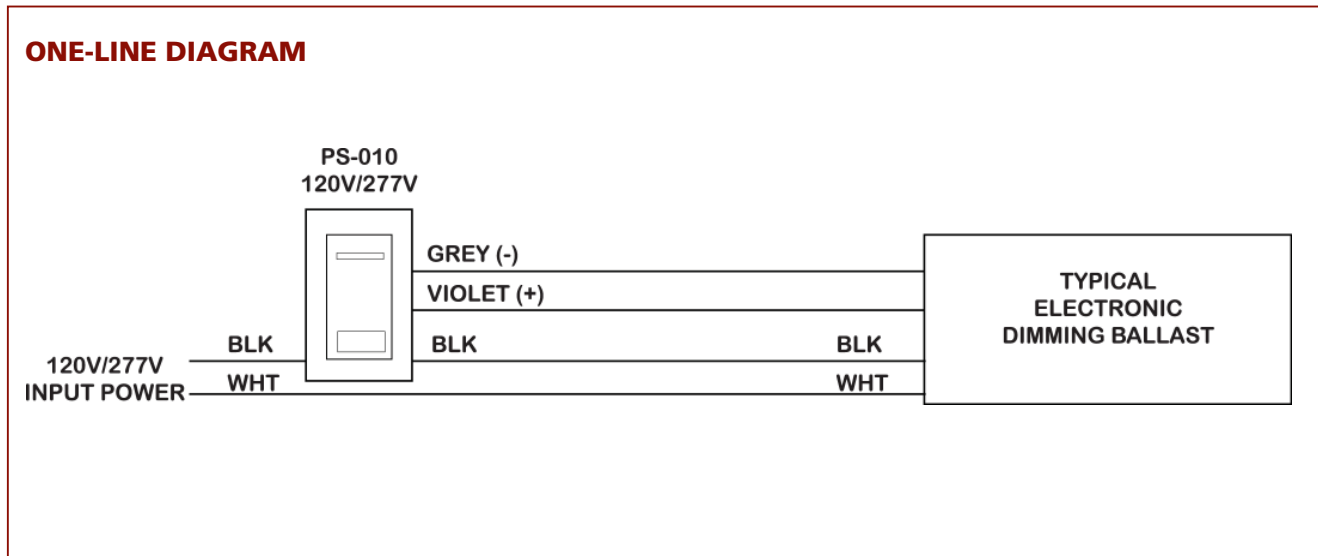 ONE-LINE DIAGRAM
PS-010
120V/277V
GREY (-)
VIOLET (+)
BLK
BLK
BLK
WHT
WHT
120V/277V
INPUT POWER
TYPICAL
ELECTRONIC
DIMMING BALLAST